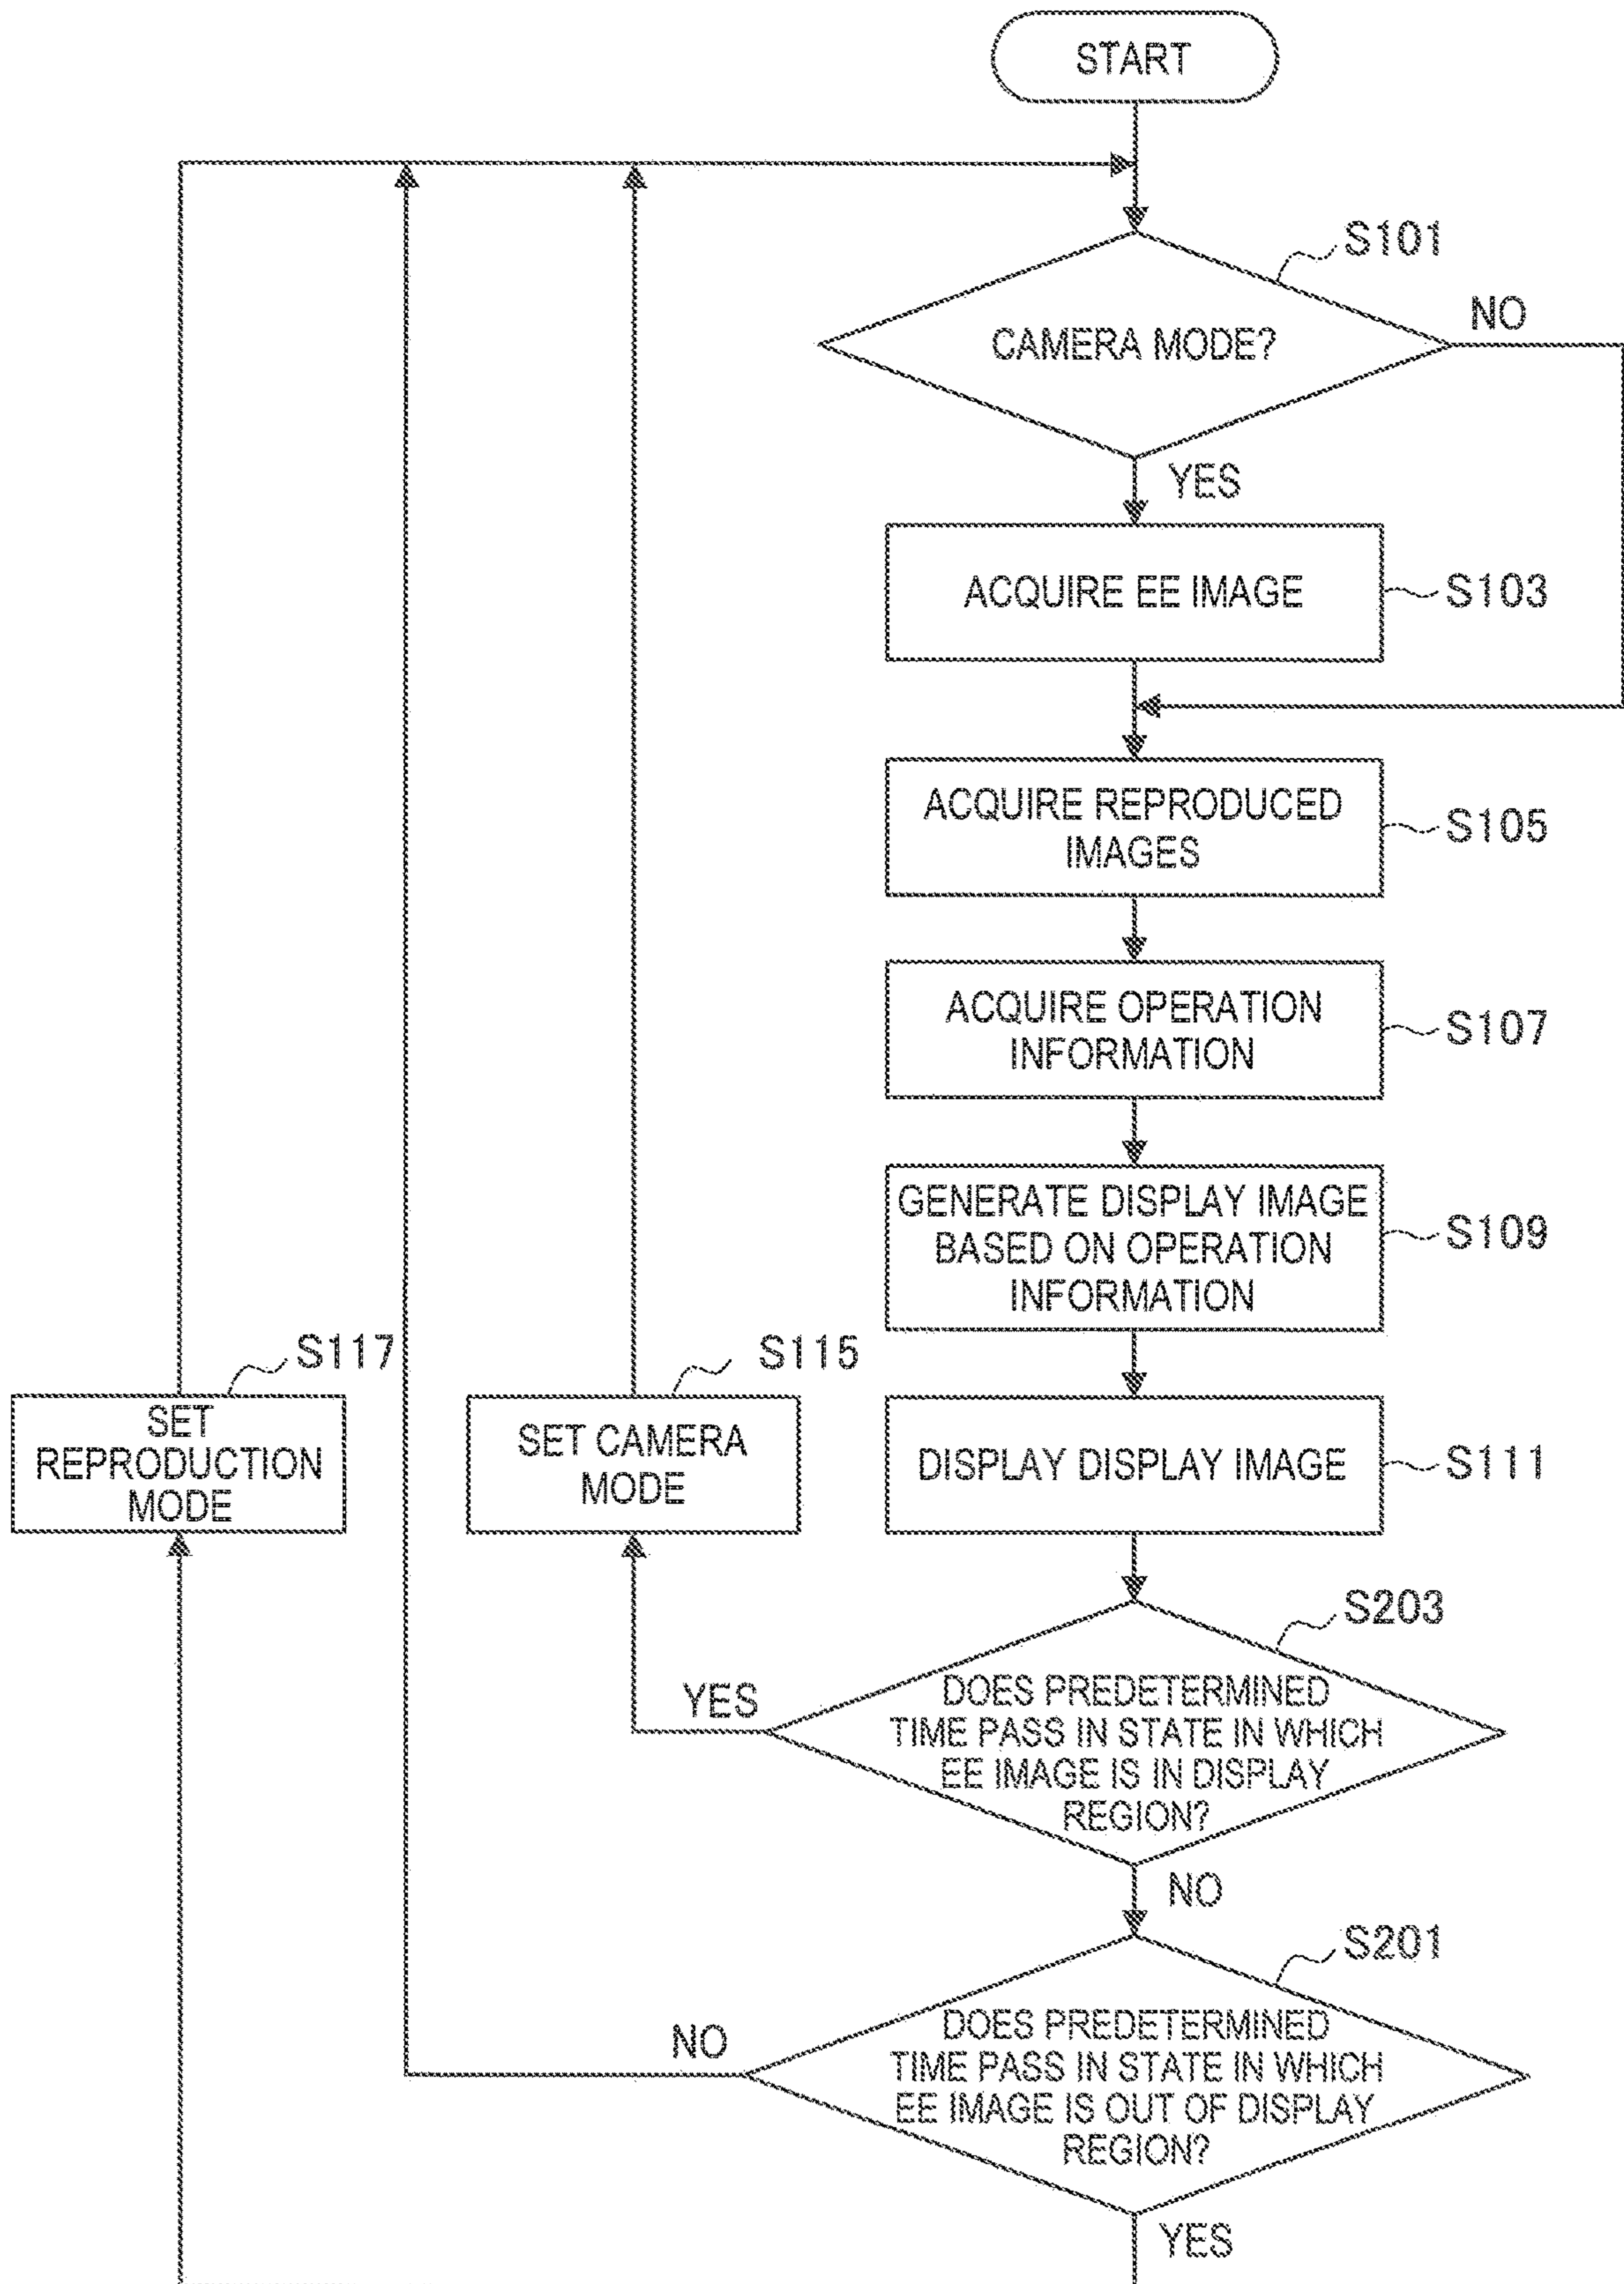 START
S101
CAMERA MODE?
NO
YES
ACQUIRE EE IMAGE
S103
ACQUIRE REPRODUCED
IMAGES
S105
ACQUIRE OPERATION
INFORMATION
S107
GENERATE DISPLAY IMAGE
BASED ON OPERATION
INFORMATION
S109
S117
SET
REPRODUCTION
MODE
S115
SET CAMERA
MODE
DISPLAY DISPLAY IMAGE
S111
S203
DOES PREDETERMINED
TIME PASS IN STATE IN WHICH
EE IMAGE IS IN DISPLAY
REGION?
YES
NO
S201
DOES PREDETERMINED
TIME PASS IN STATE IN WHICH
EE IMAGE IS OUT OF DISPLAY
REGION?
NO
YES